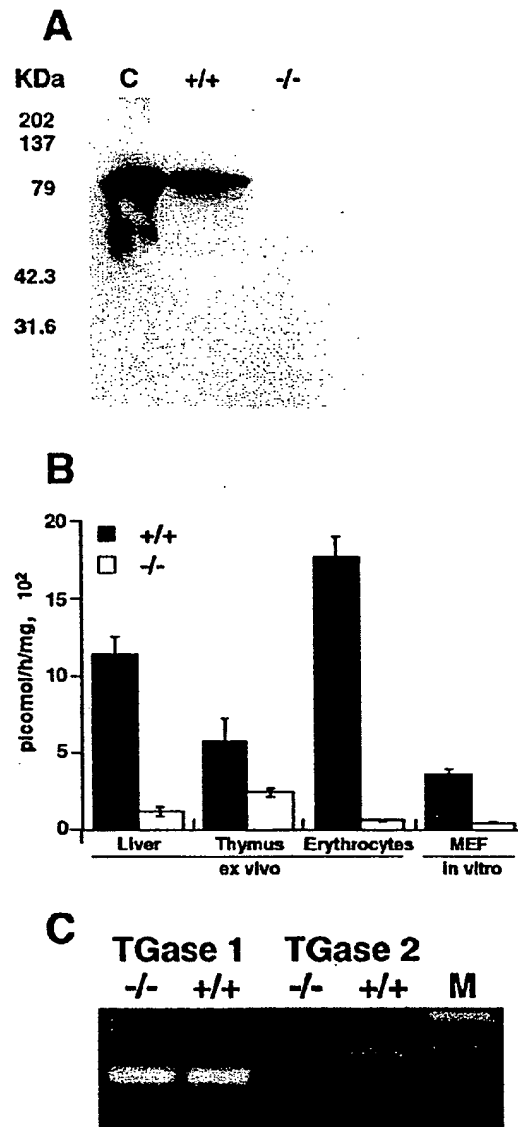 A
KDa C +/+ -/-
202
137
79
42.3
31.6
B
+/+
-/-
picomol/h/mg, 10²
20
15
10
5
0
Liver Thymus Erythrocytes MEF
ex vivo in vitro
C
TGase 1 TGase 2
-/- +/+ -/- +/+ M